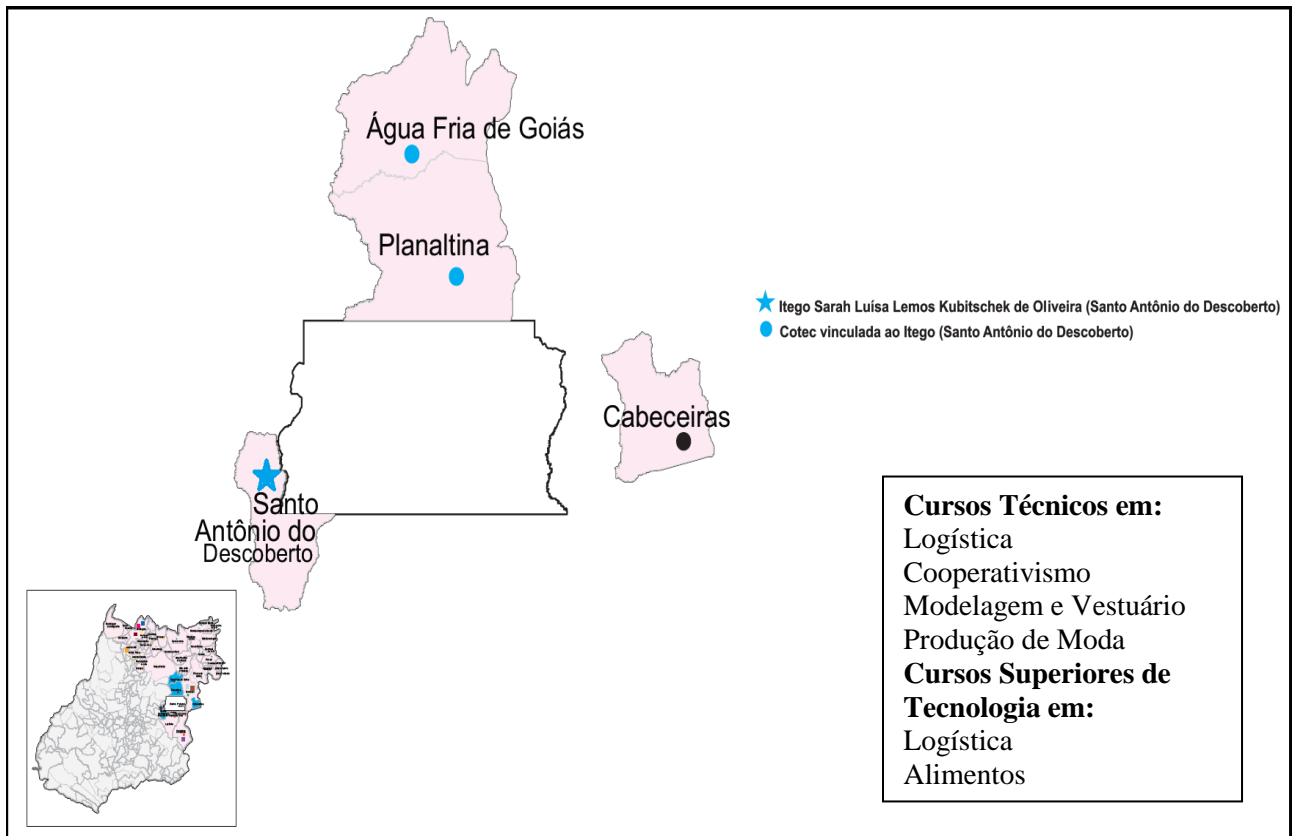 Água Fria de Goiás
Planaltina
Itego Sarah Luísa Lemos Kubitschek de Oliveira (Santo Antônio do Descoberto)
Cotec vinculada ao Itego (Santo Antônio do Descoberto)
Cabeceiras
Santo
Antônio do
Descoberto
Cursos Técnicos em:
Logística
Cooperativismo
Modelagem e Vestuário
Produção de Moda
Cursos Superiores de
Tecnologia em:
Logística
Alimentos